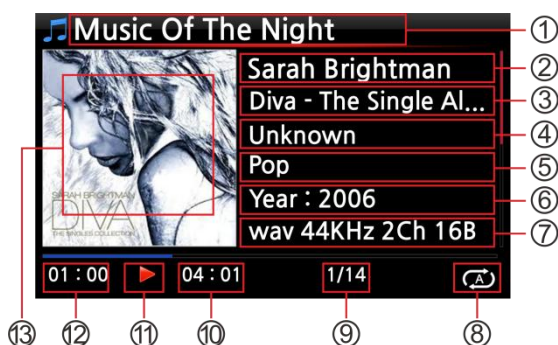 Music Of The Night
①
Sarah Brightman
②
Diva - The Single Al...
③
Unknown
④
Pop
⑤
Year : 2006
⑥
wav 44KHz 2Ch 16B
⑦
SARAH BRIGHTMAN
DIVA
THE SINGLES COLLECTION
01 : 00
04 : 01
1/14
A
⑬ ⑫ ⑪ ⑩ ⑨ ⑧